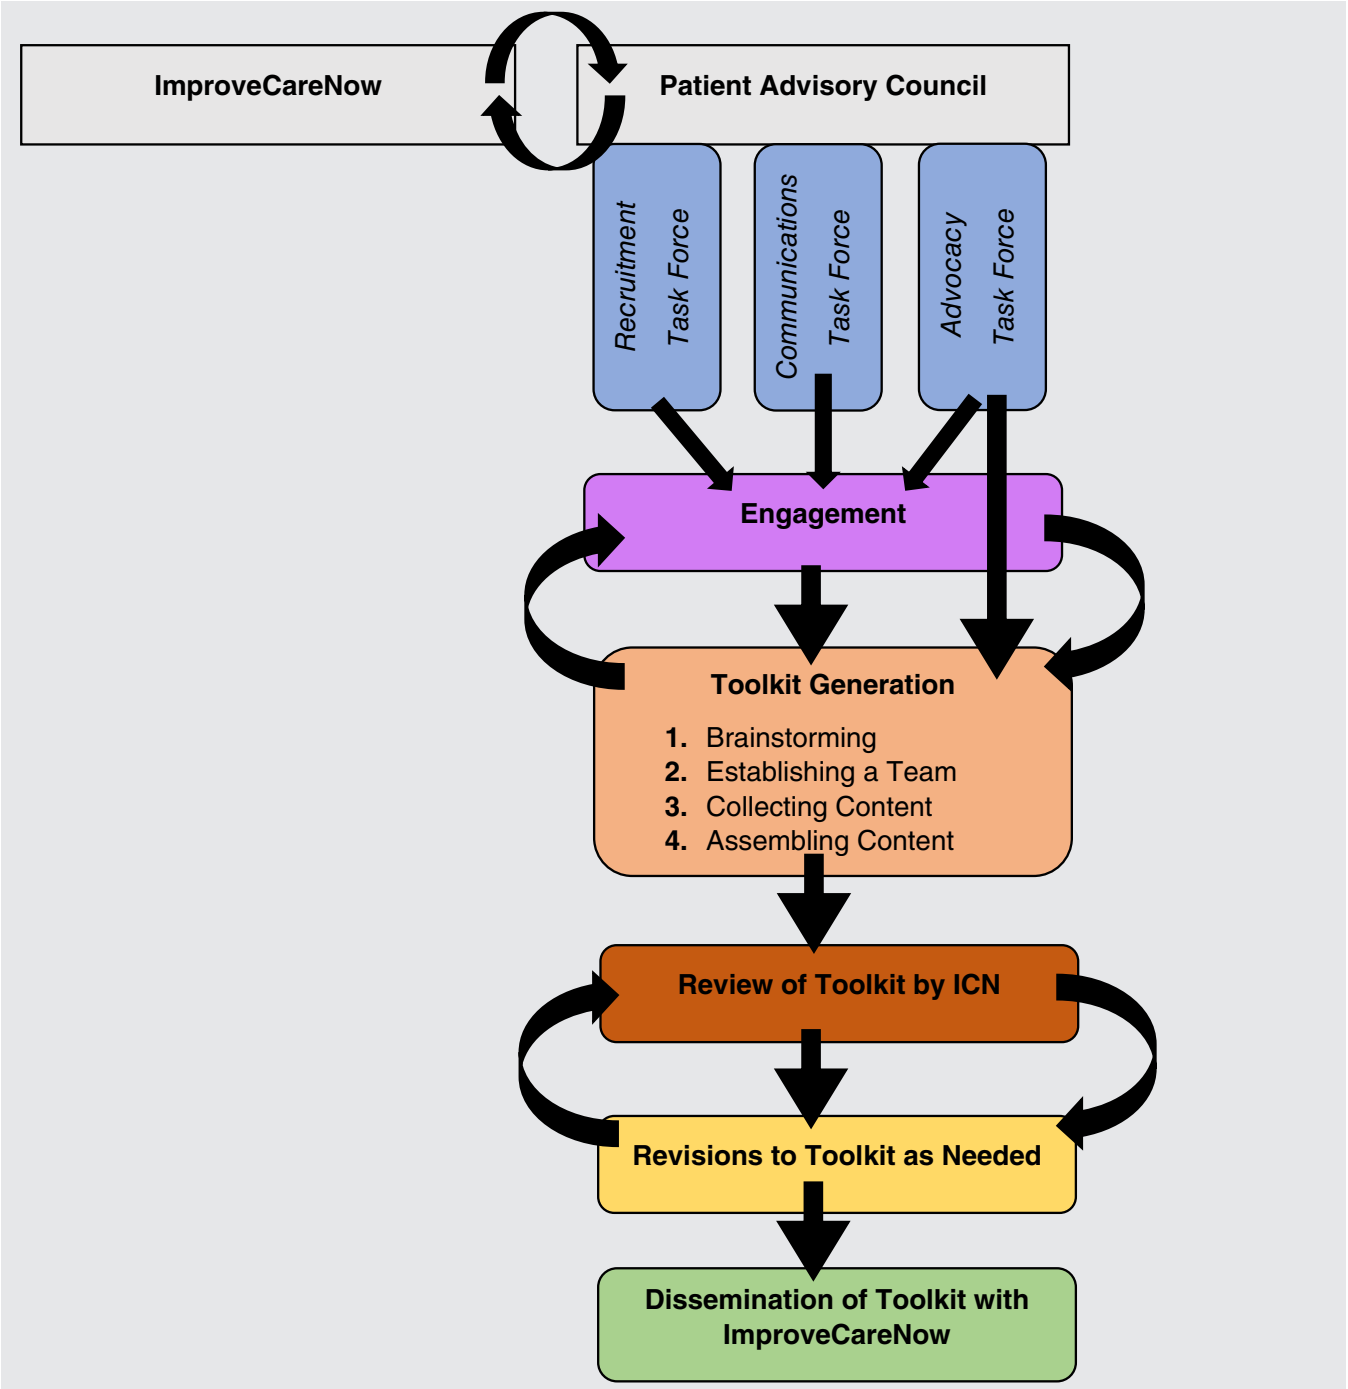 ImproveCareNow
Patient Advisory Council
Recruitment
Task Force
Communications
Task Force
Advocacy
Task Force
Engagement
Toolkit Generation
1. Brainstorming
2. Establishing a Team
3. Collecting Content
4. Assembling Content
Review of Toolkit by ICN
Revisions to Toolkit as Needed
Dissemination of Toolkit with
ImproveCareNow